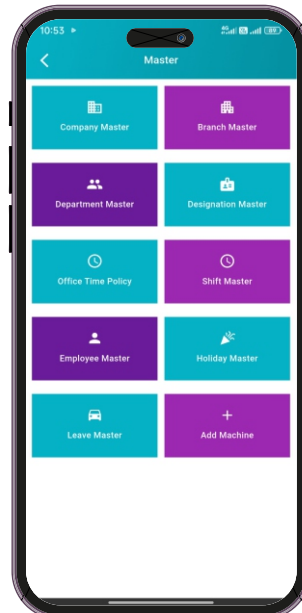 10:53
Master
Company Master
Branch Master
Department Master
Designation Master
Office Time Policy
Shift Master
Employee Master
Holiday Master
Leave Master
Add Machine